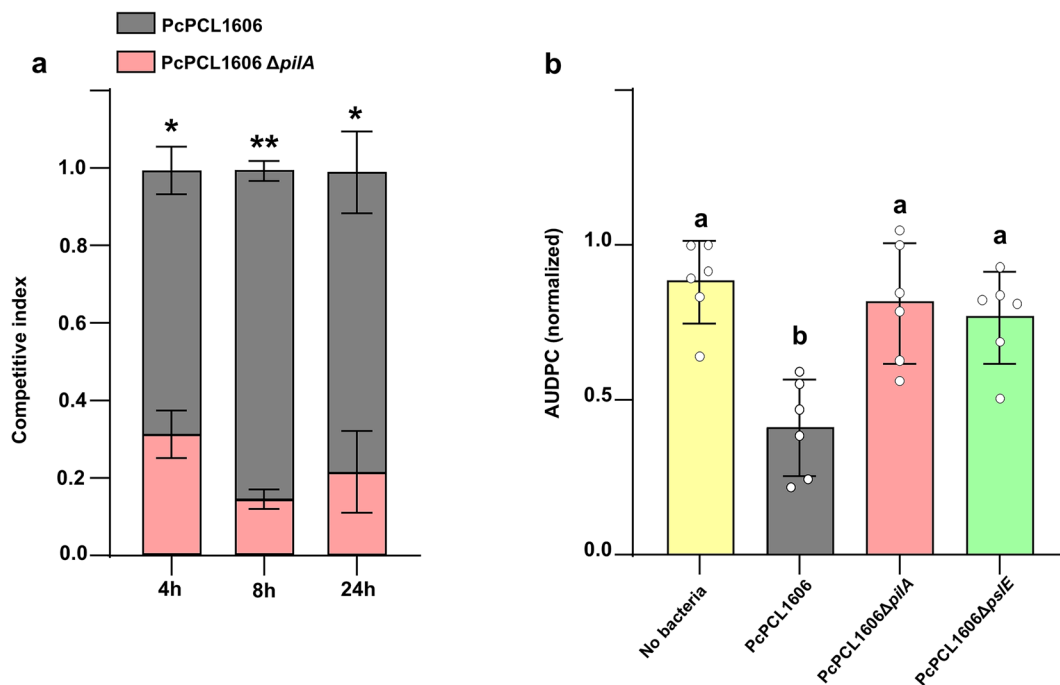 PcPCL1606
PcPCL1606 ΔpilA
a
Competitive index
1.0
0.8
0.6
0.4
0.2
0.0
*
**
*
4h
8h
24h
b
AUDPC (normalized)
1.0
0.5
0.0
a
b
a
a
No bacteria
PcPCL1606
PcPCL1606ΔpilA
PcPCL1606ΔpslE